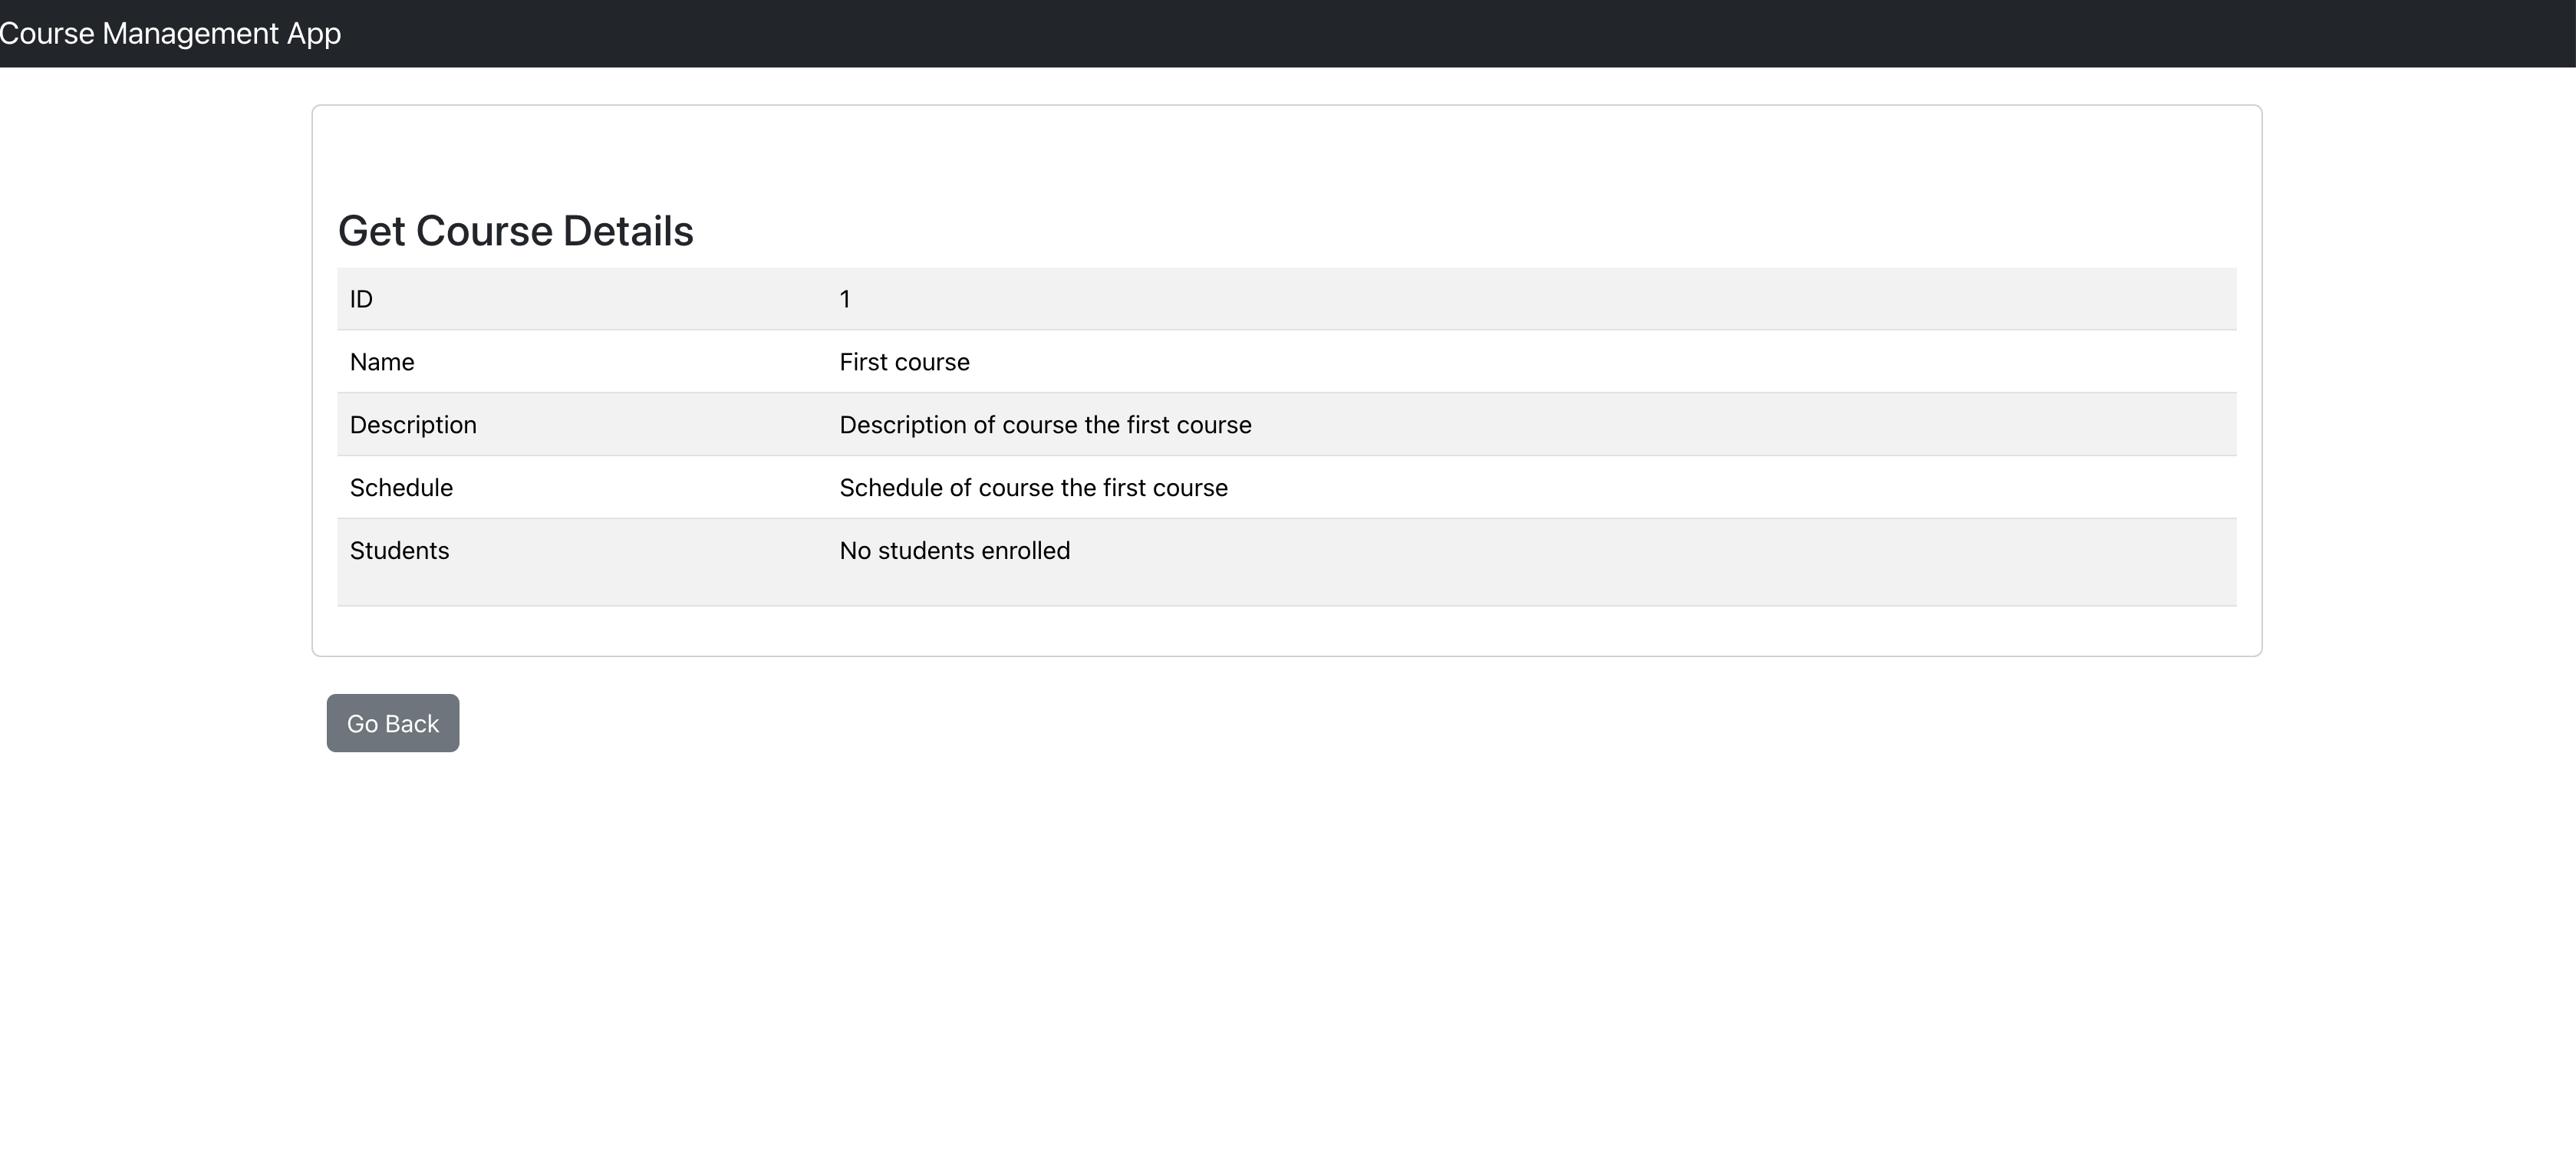 Course Management App
Get Course Details
ID 1
Name First course
Description Description of course the first course
Schedule Schedule of course the first course
Students No students enrolled
Go Back